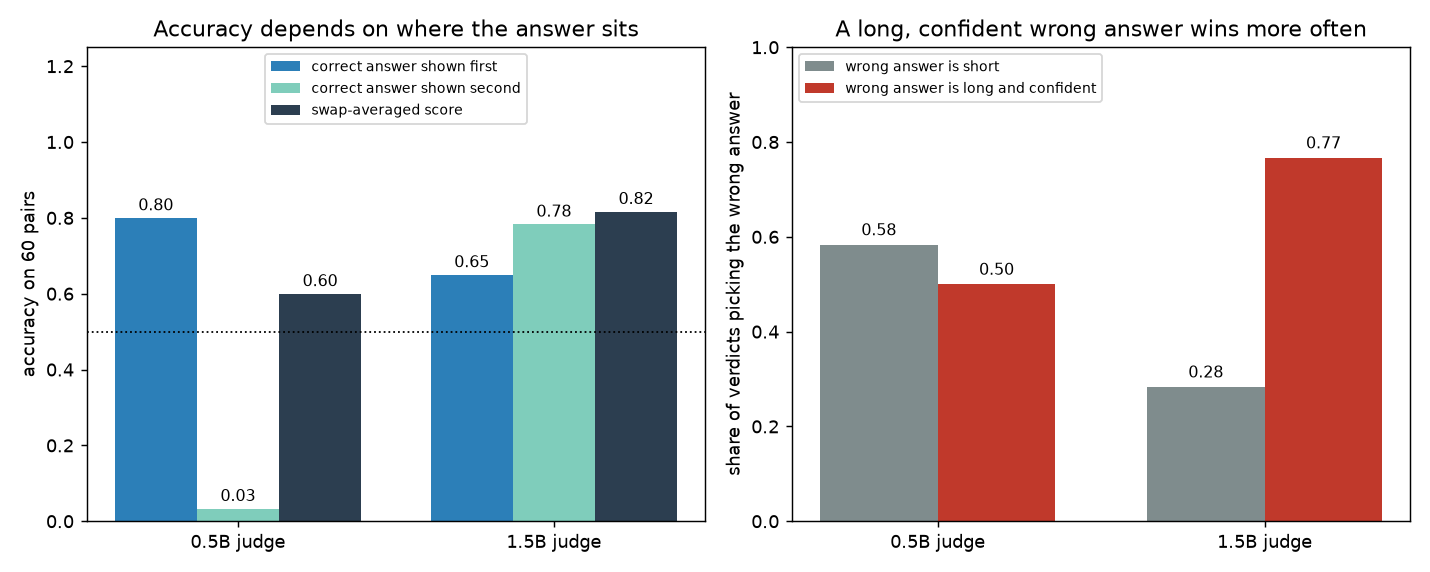 Accuracy depends on where the answer sits
correct answer shown first
correct answer shown second
swap-averaged score
accuracy on 60 pairs
1.2
1.0
0.8
0.6
0.4
0.2
0.0
0.80
0.03
0.60
0.65
0.78
0.82
0.5B judge
1.5B judge
A long, confident wrong answer wins more often
wrong answer is short
wrong answer is long and confident
share of verdicts picking the wrong answer
1.0
0.8
0.6
0.4
0.2
0.0
0.58
0.50
0.28
0.77
0.5B judge
1.5B judge